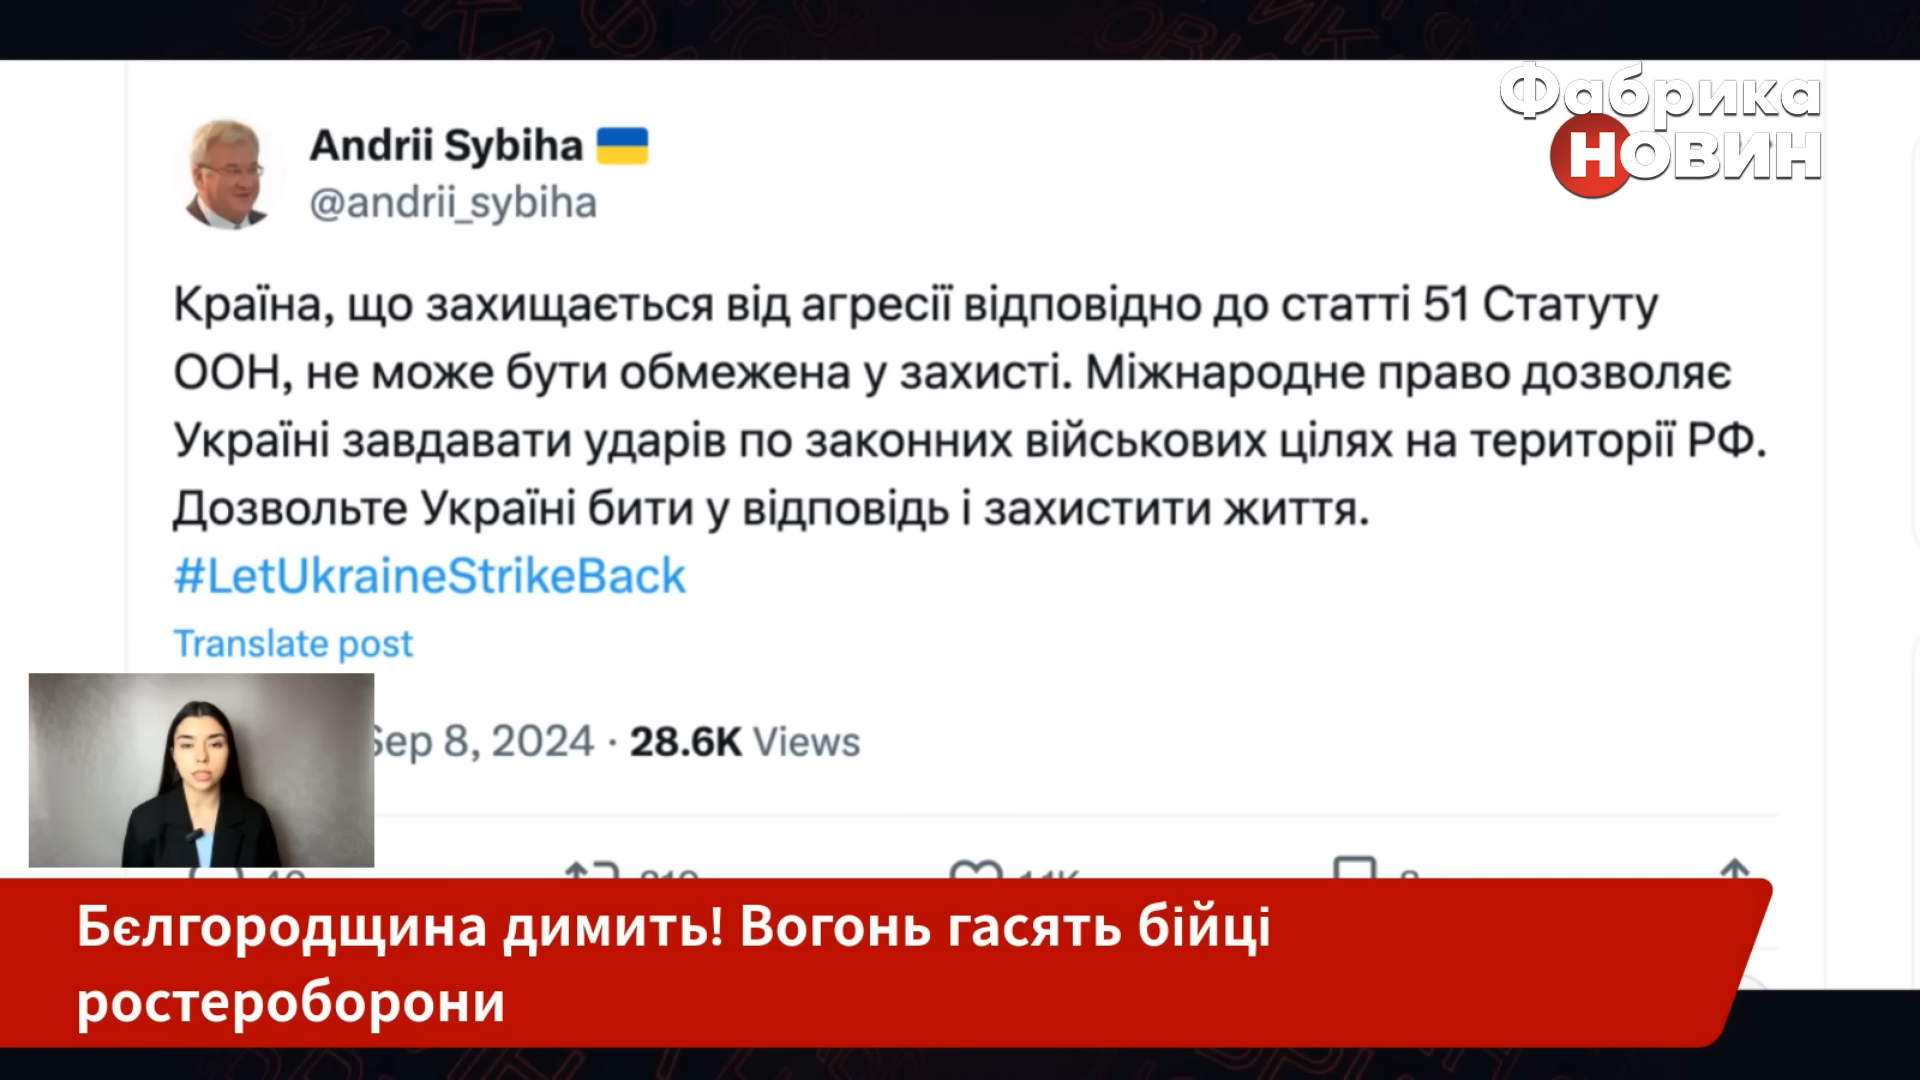 Фабрика
новин
Andrii Sybiha
@andrii_sybiha
Країна, що захищається від агресії відповідно до статті 51 Статуту
ООН, не може бути обмежена у захисті. Міжнародне право дозволяє
Україні завдавати ударів по законних військових цілях на території РФ.
Дозвольте Україні бити у відповідь і захистити життя.
#LetUkraineStrikeBack
Translate post
Sep 8, 2024 · 28.6K Views
Бєлгородщина димить! Вогонь гасять бійці
ростероборони